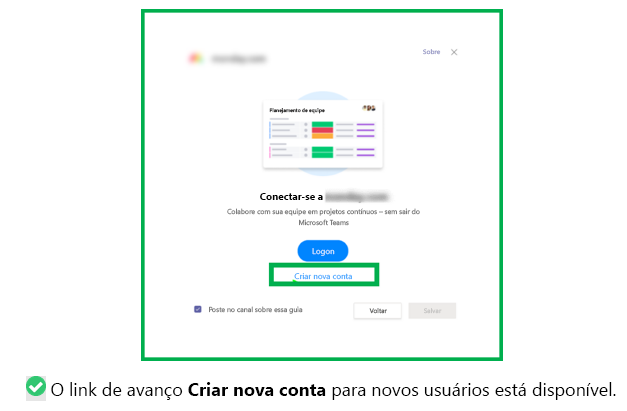 Sobre
Planejamento de equipe
Conectar-se a
Colabore com sua equipe em projetos contínuos – sem sair do
Microsoft Teams
Logon
Criar nova conta
Poste no canal sobre essa guia
Voltar
Salvar
O link de avanço Criar nova conta para novos usuários está disponível.